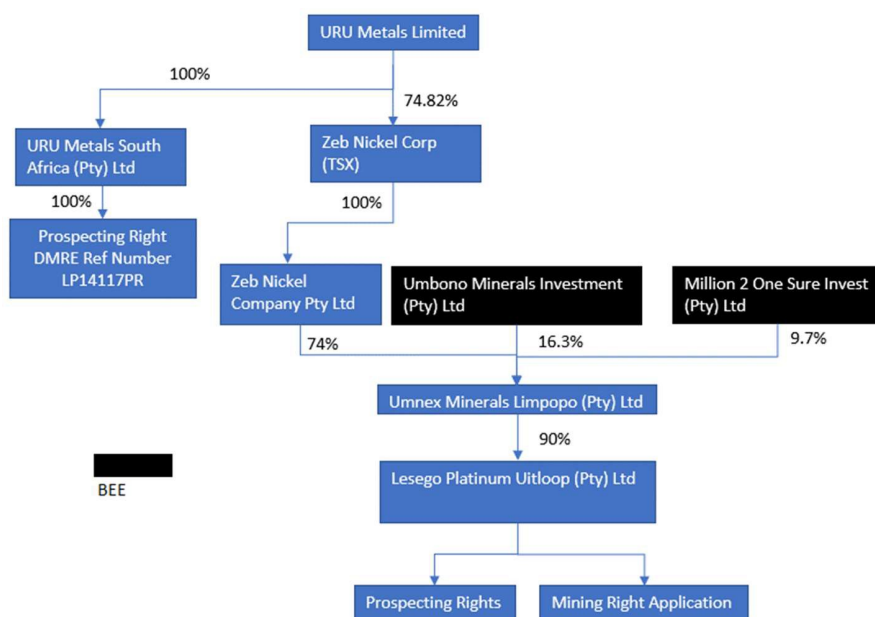 URU Metals Limited
100%
74.82%
URU Metals South
Africa (Pty) Ltd
Zeb Nickel Corp
(TSX)
100%
100%
Prospecting Right
DMRE Ref Number
LP14117PR
Zeb Nickel
Company Pty Ltd
Umbono Minerals Investment
(Pty) Ltd
Million 2 One Sure Invest
(Pty) Ltd
74%
16.3%
9.7%
Umnex Minerals Limpopo (Pty) Ltd
90%
BEE
Lesego Platinum Uitloop (Pty) Ltd
Prospecting Rights
Mining Right Application